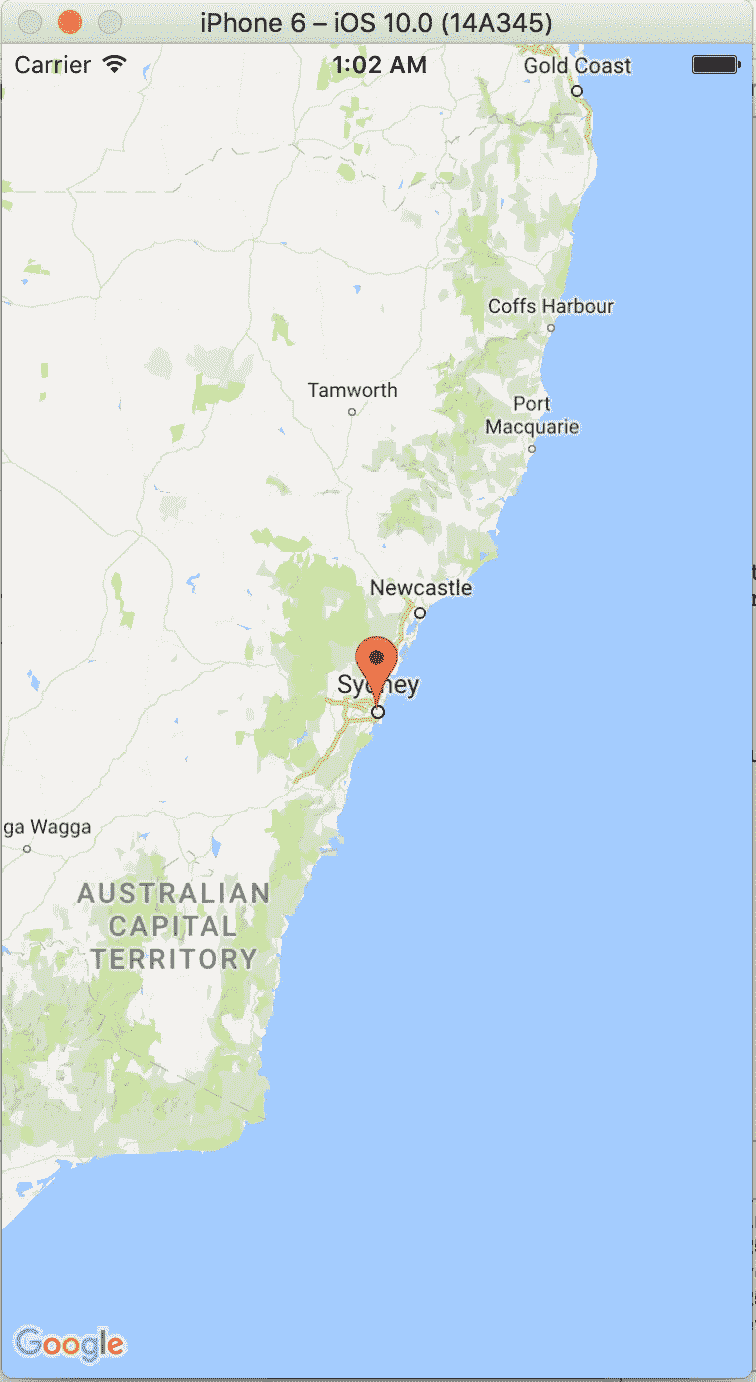 iPhone 6 – iOS 10.0 (14A345)
Carrier 1:02 AM
Gold Coast
Coffs Harbour
Tamworth
Port
Macquarie
Newcastle
Sydney
ga Wagga
AUSTRALIAN
CAPITAL
TERRITORY
Google